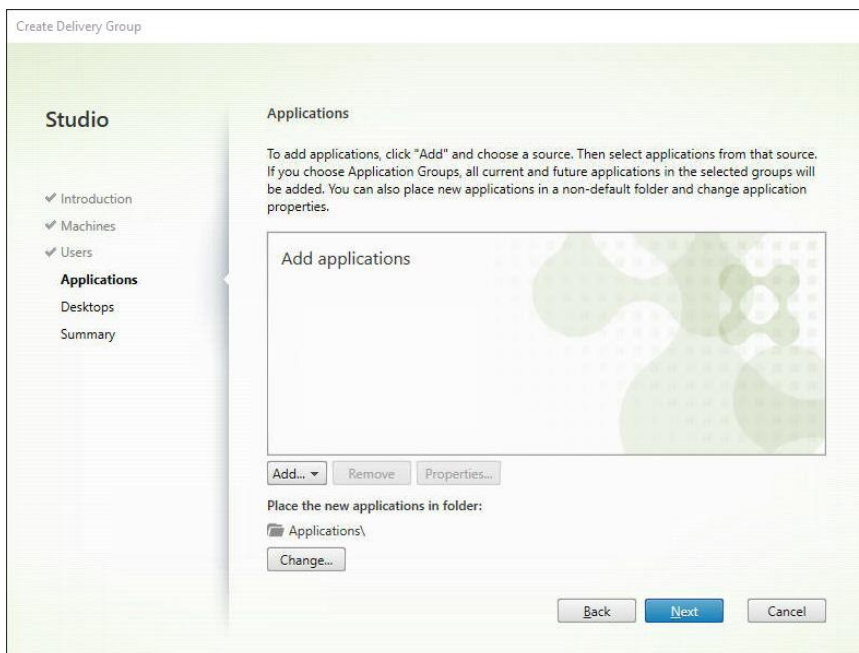 Create Delivery Group
Studio
Introduction
Machines
Users
Applications
Desktops
Summary
Applications
To add applications, click "Add" and choose a source. Then select applications from that source.
If you choose Application Groups, all current and future applications in the selected groups will
be added. You can also place new applications in a non-default folder and change application
properties.
Add applications
Add...
Remove
Properties...
Place the new applications in folder:
Applications\
Change...
Back
Next
Cancel